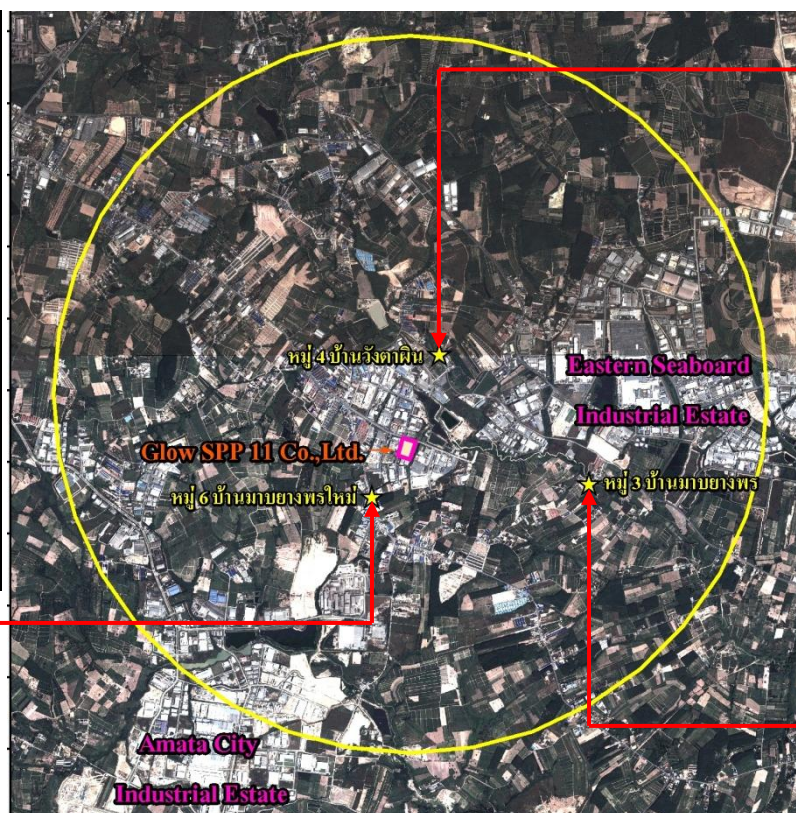 หมู่ 4 บ้านวังตาผิน
Eastern Seaboard
Industrial Estate
Glow SPP 11 Co.,Ltd.
หมู่ 6 บ้านมาบยางพรใหม่
หมู่ 3 บ้านมาบยางพร
Amata City
Industrial Estate